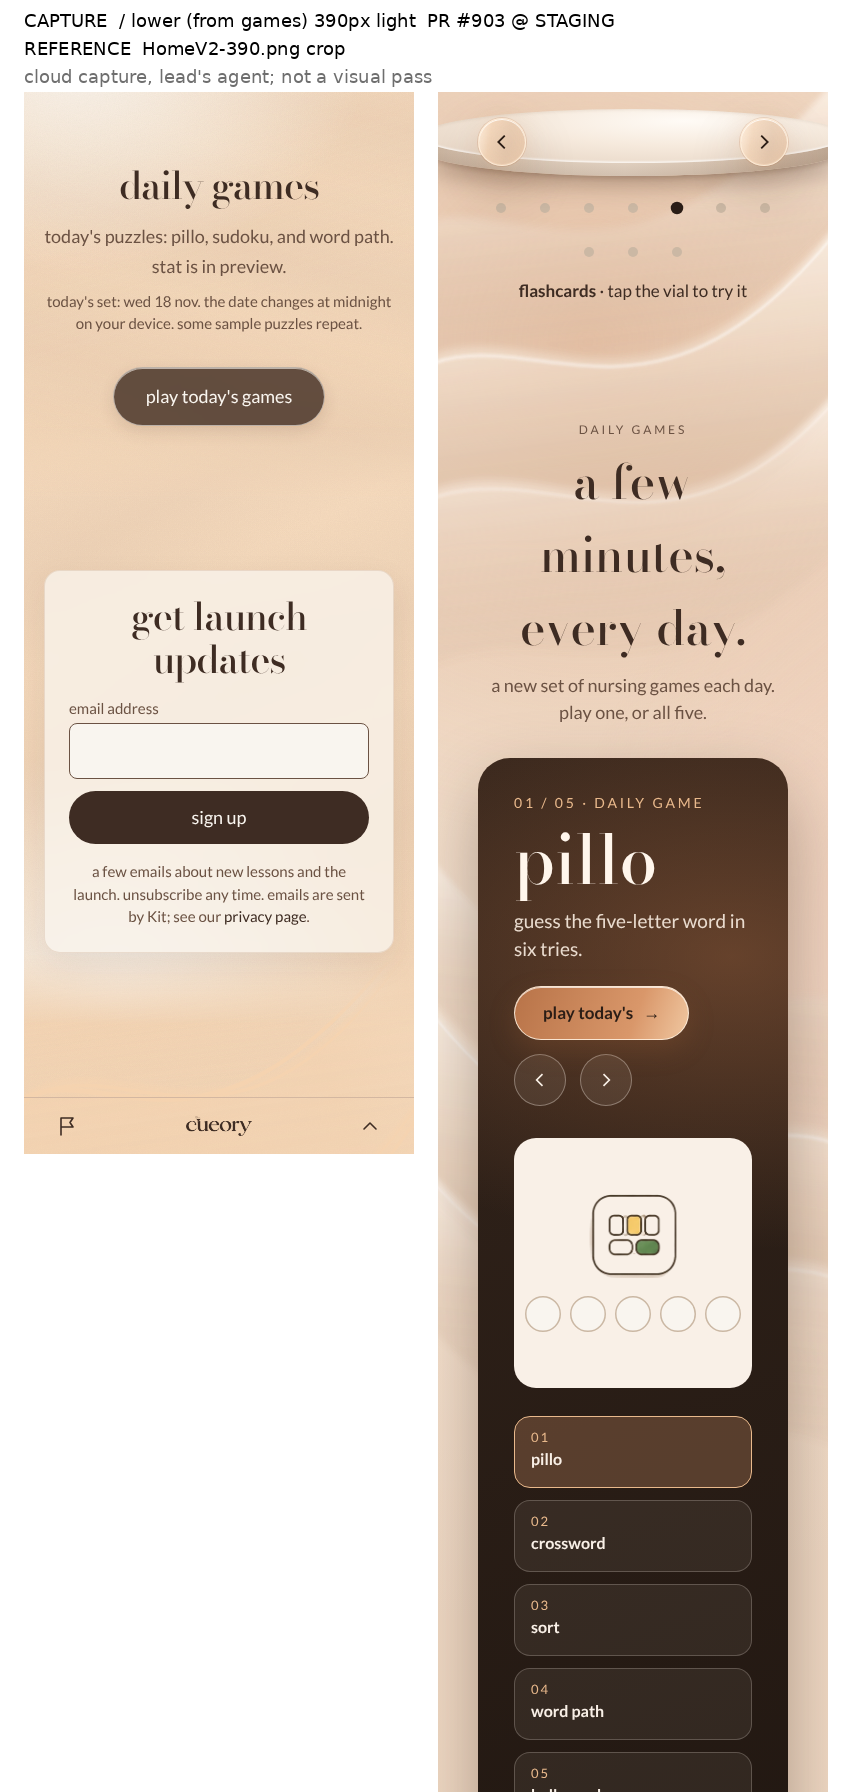 CAPTURE / lower (from games) 390px light PR #903 @ STAGING
REFERENCE HomeV2-390.png crop
cloud capture, lead's agent; not a visual pass
daily games
today's puzzles: pillo, sudoku, and word path.
stat is in preview.
today's set: wed 18 nov. the date changes at midnight
on your device. some sample puzzles repeat.
play today's games
get launch
updates
email address
sign up
a few emails about new lessons and the
launch. unsubscribe any time. emails are sent
by Kit; see our privacy page.
cueory
flashcards · tap the vial to try it
DAILY GAMES
a few
minutes,
every day.
a new set of nursing games each day.
play one, or all five.
01 / 05 · DAILY GAME
pillo
guess the five-letter word in
six tries.
play today's →
01
pillo
02
crossword
03
sort
04
word path
05